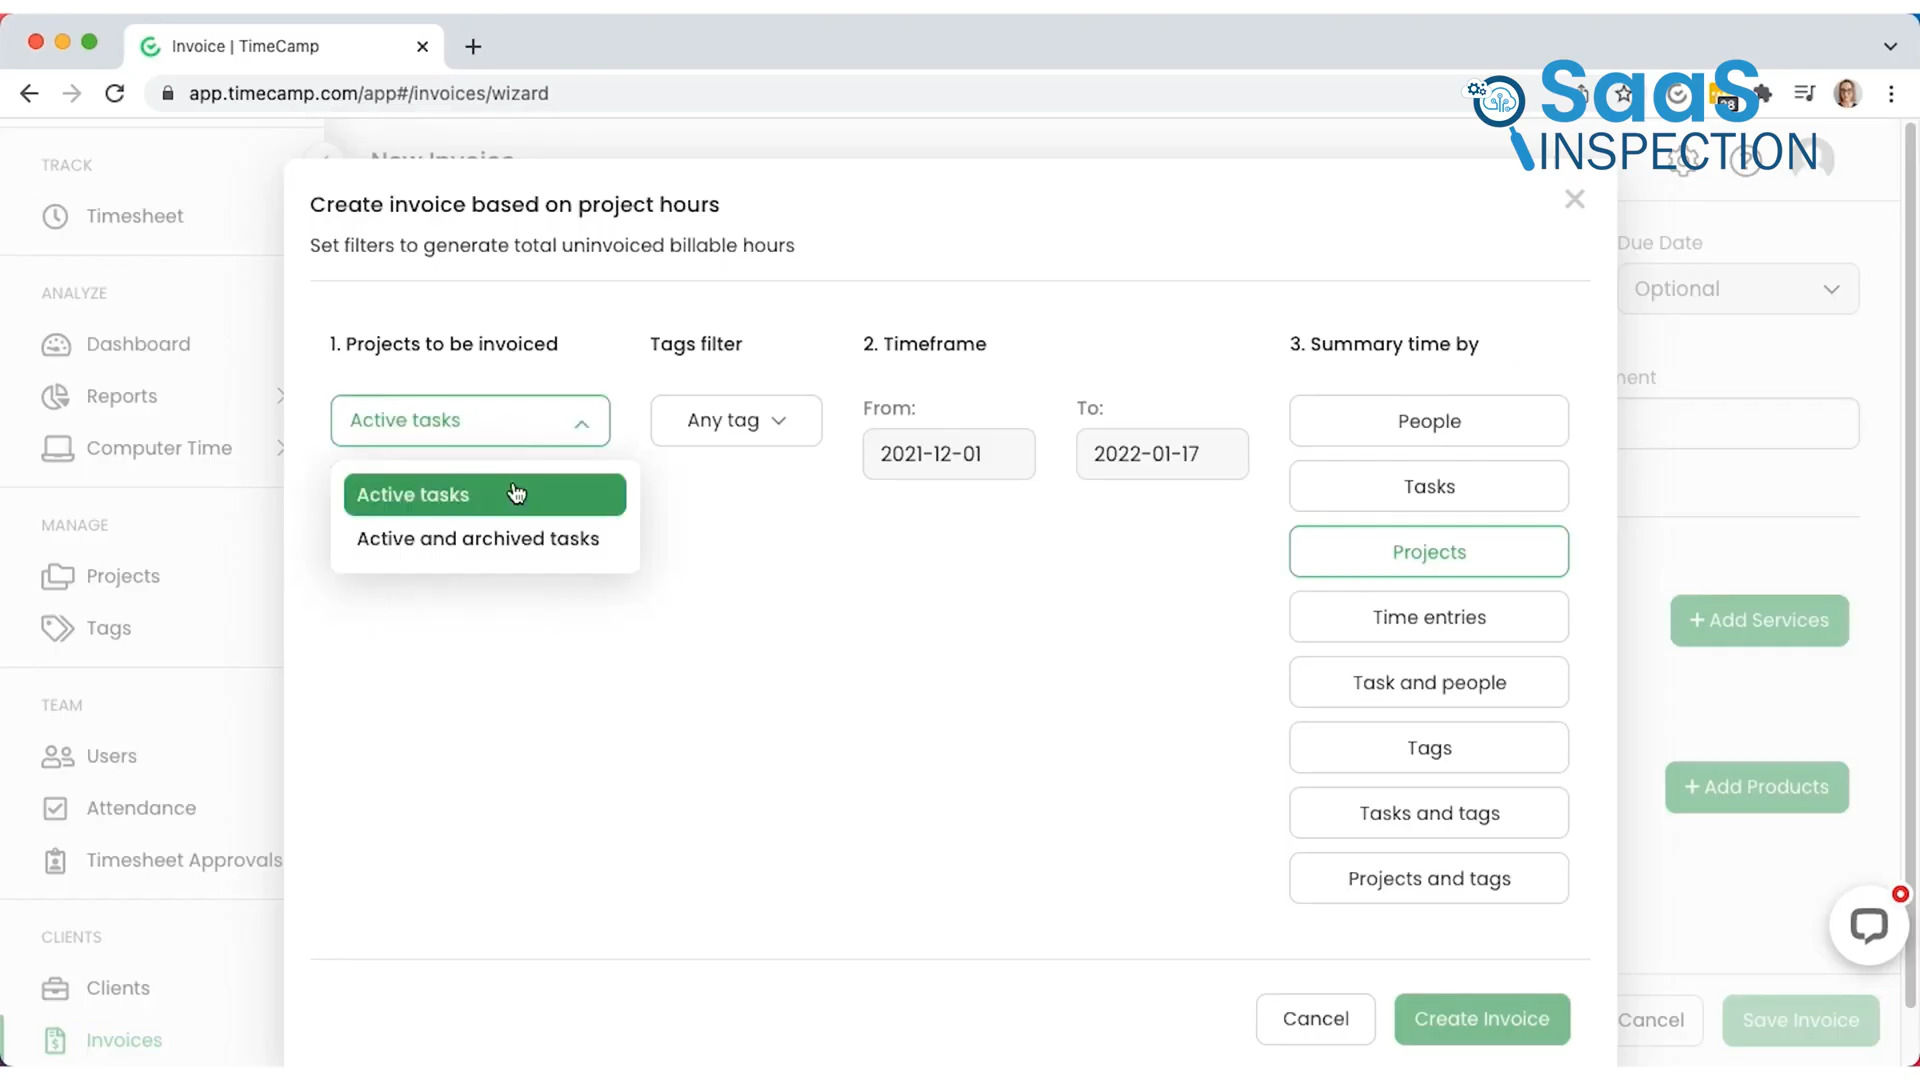 Invoice | TimeCamp
app.timecamp.com/app#/invoices/wizard
SaaS
INSPECTION
TRACK
Timesheet
ANALYZE
Dashboard
Reports
Computer Time
MANAGE
Projects
Tags
TEAM
Users
Attendance
Timesheet Approvals
CLIENTS
Clients
Invoices
New Invoice
Create invoice based on project hours
Set filters to generate total uninvoiced billable hours
1. Projects to be invoiced
Tags filter
2. Timeframe
3. Summary time by
Active tasks
Any tag
From:
To:
2021-12-01
2022-01-17
Active tasks
Active and archived tasks
People
Tasks
Projects
Time entries
Task and people
Tags
Tasks and tags
Projects and tags
Cancel
Create Invoice
Due Date
Optional
+ Add Services
+ Add Products
Cancel
Save Invoice